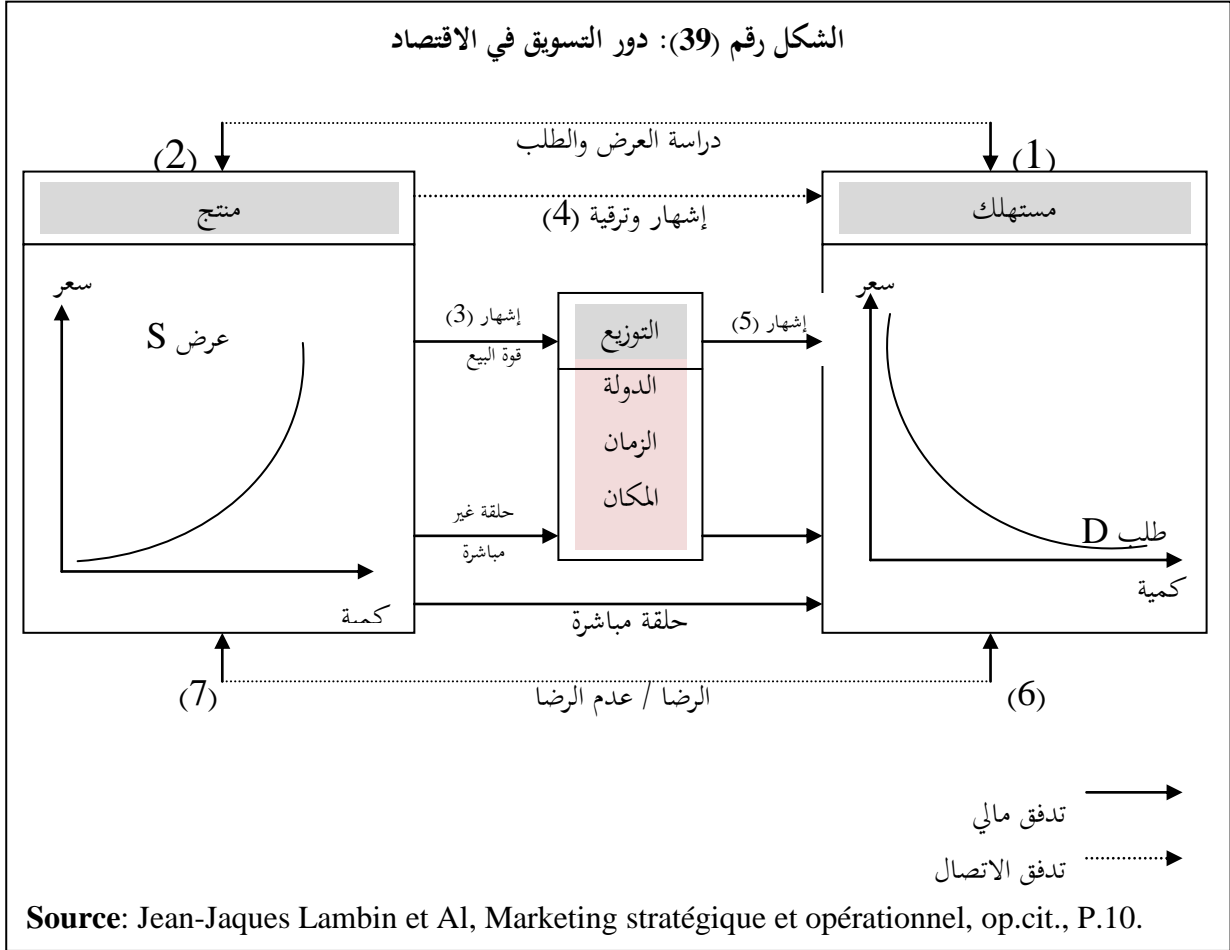 الشكل رقم (39): دور التسويق في الاقتصاد
دراسة العرض والطلب
(1)
(2)
مستهلك
إشهار وترقية (4)
منتج
سعر
طلب D
كمية
إشهار (5)
التوزيع
الدولة
الزمان
المكان
إشهار (3)
قوة البيع
حلقة غير
مباشرة
حلقة مباشرة
سعر
عرض S
كمية
(6)
الرضا / عدم الرضا
(7)
تدفق مالي
تدفق الاتصال
Source: Jean-Jaques Lambin et Al, Marketing stratégique et opérationnel, op.cit., P.10.